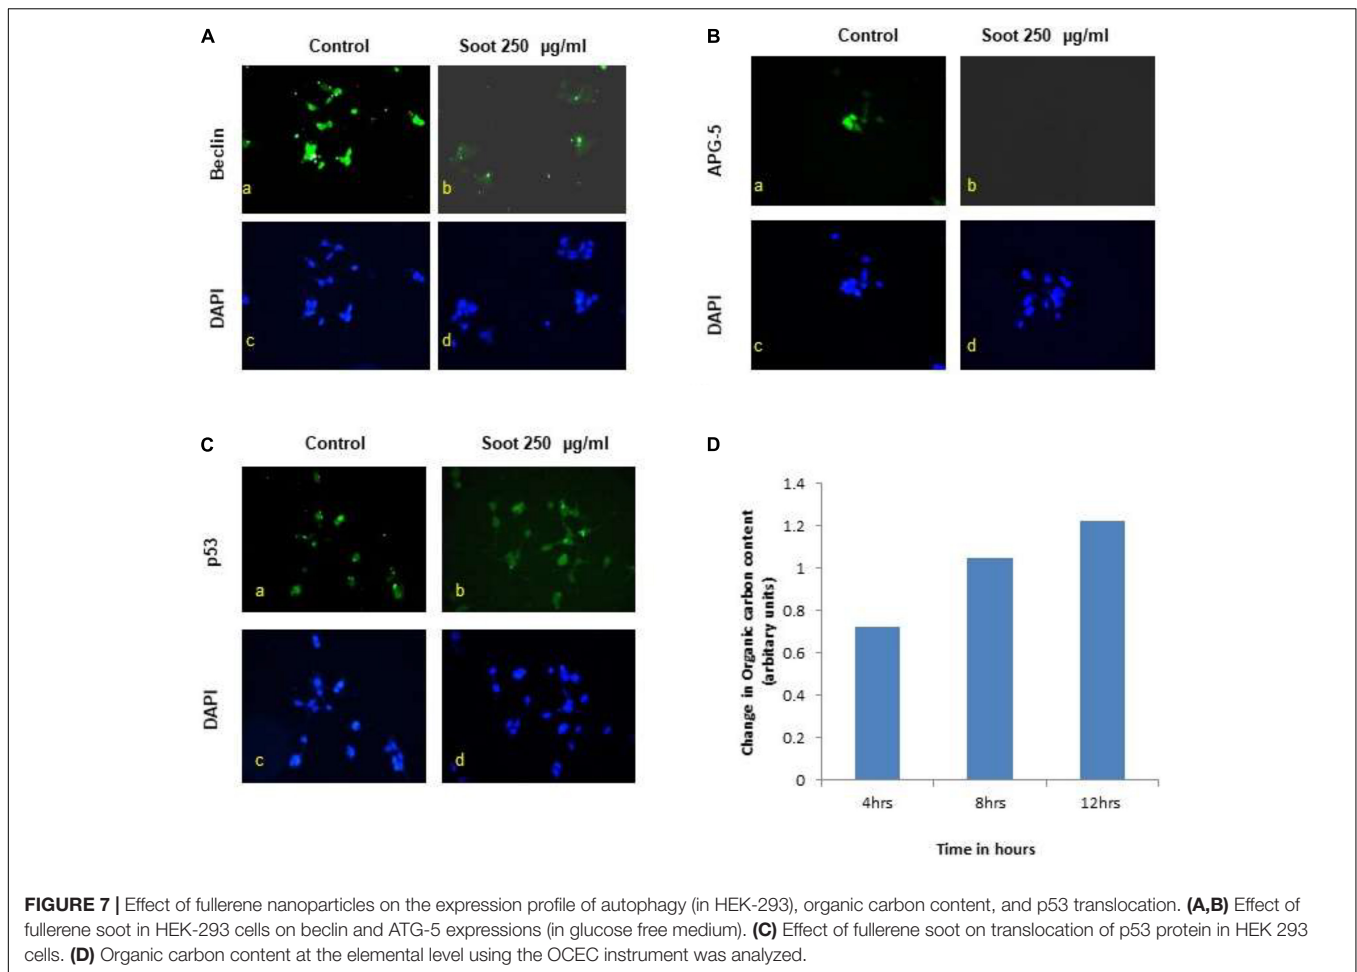 A
Control
Soot 250 µg/ml
Beclin
a
b
DAPI
c
d
B
Control
Soot 250 µg/ml
APG-5
a
b
DAPI
c
d
C
Control
Soot 250 µg/ml
p53
a
b
DAPI
c
d
D
Change in Organic carbon content
(arbitary units)
1.4
1.2
1
0.8
0.6
0.4
0.2
0
4hrs
8hrs
12hrs
Time in hours
FIGURE 7 | Effect of fullerene nanoparticles on the expression profile of autophagy (in HEK-293), organic carbon content, and p53 translocation. (A,B) Effect of
fullerene soot in HEK-293 cells on beclin and ATG-5 expressions (in glucose free medium). (C) Effect of fullerene soot on translocation of p53 protein in HEK 293
cells. (D) Organic carbon content at the elemental level using the OCEC instrument was analyzed.